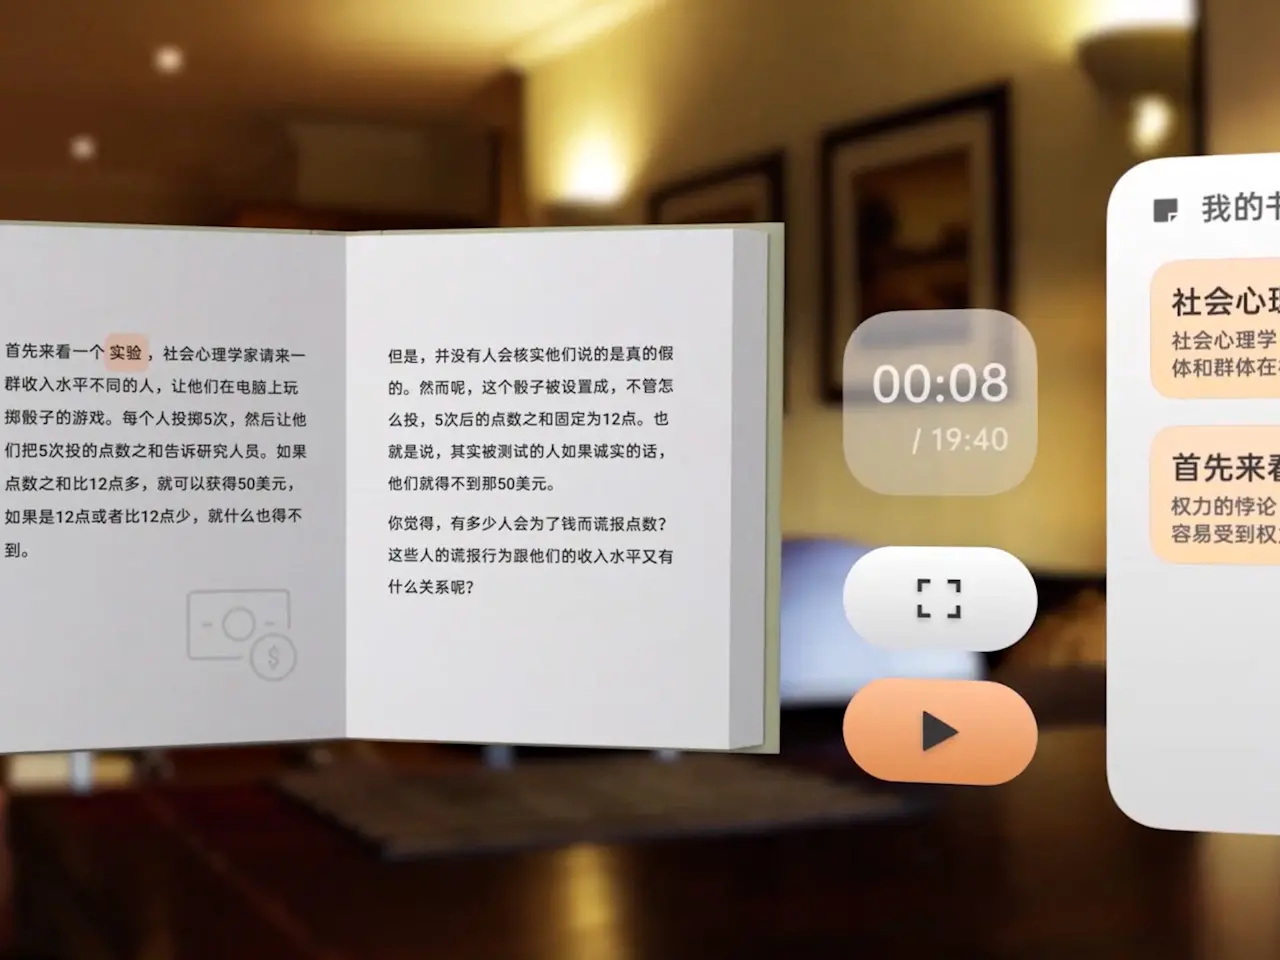 首先来看一个实验，社会心理学家请来一
群收入水平不同的人，让他们在电脑上玩
掷骰子的游戏。每个人投掷5次，然后让他
们把5次投的点数之和告诉研究人员。如果
点数之和比12点多，就可以获得50美元，
如果是12点或者比12点少，就什么也得不
到。
$
但是，并没有人会核实他们说的是真的假
的。然而呢，这个骰子被设置成，不管怎
么投，5次后的点数之和固定为12点。也
就是说，其实被测试的人如果诚实的话，
他们就得不到那50美元。
你觉得，有多少人会为了钱而谎报点数？
这些人的谎报行为跟他们的收入水平又有
什么关系呢？
00:08
/ 19:40
我的
社会心
社会心理学
体和群体在
首先来看
权力的悖论
容易受到权